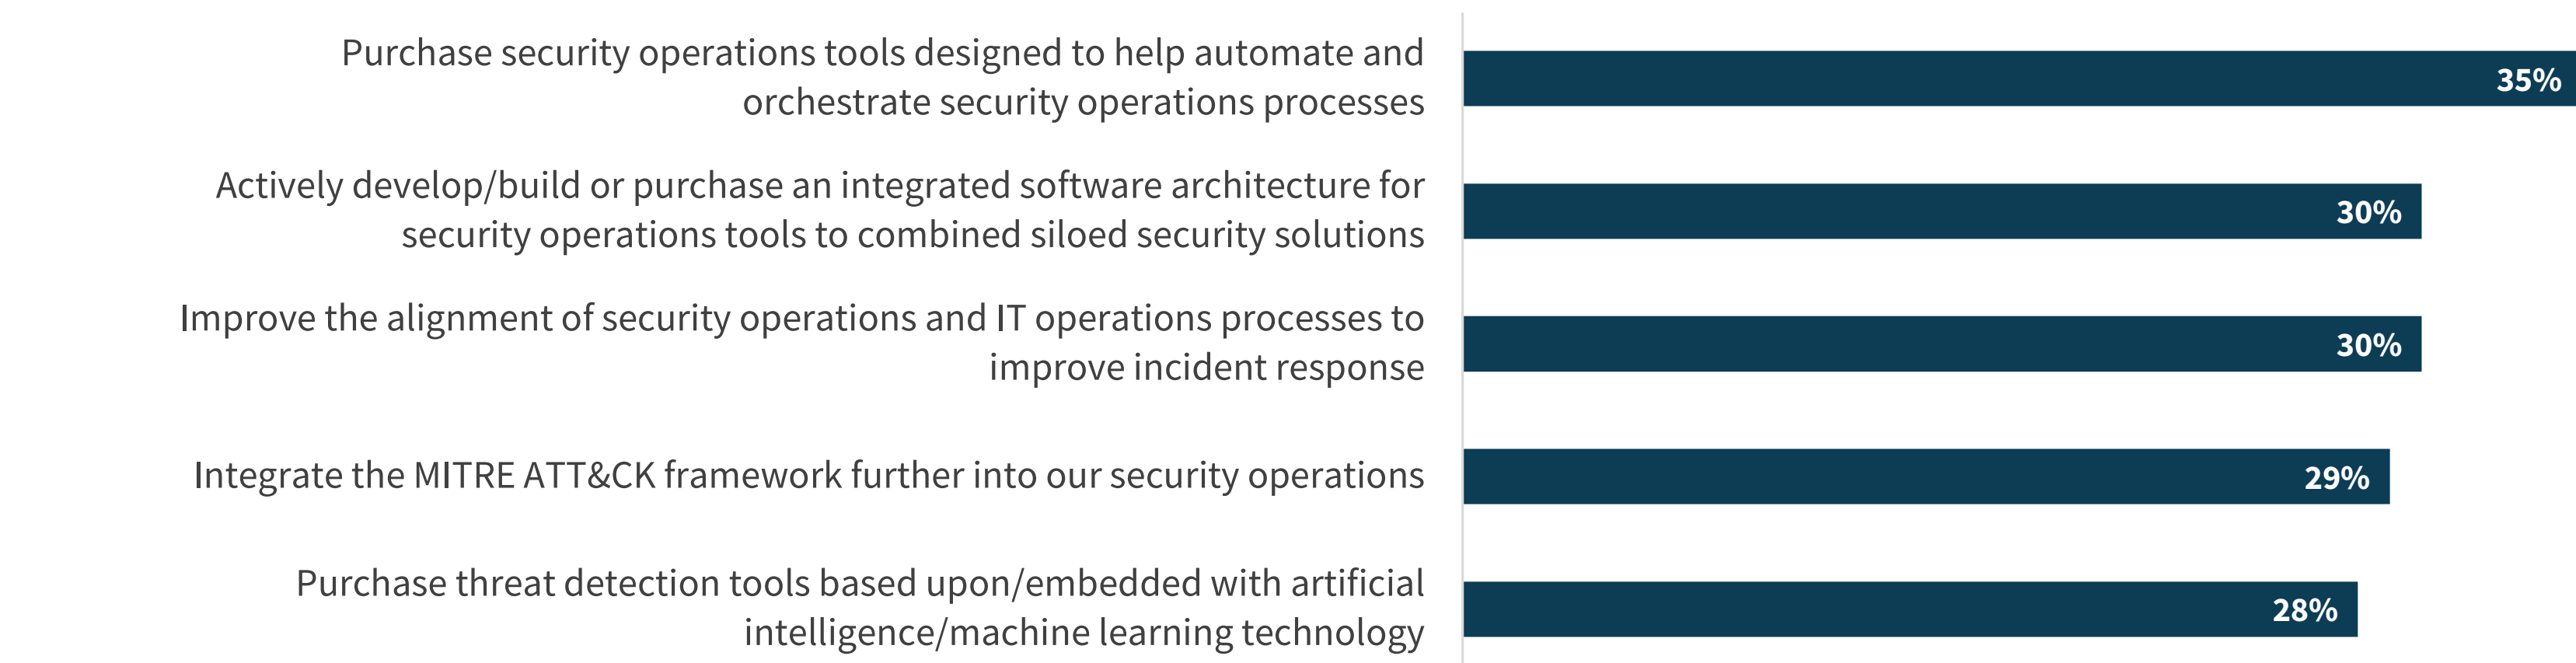 Purchase security operations tools designed to help automate and
orchestrate security operations processes
35%
Actively develop/build or purchase an integrated software architecture for
security operations tools to combined siloed security solutions
30%
Improve the alignment of security operations and IT operations processes to
improve incident response
30%
Integrate the MITRE ATT&CK framework further into our security operations
29%
Purchase threat detection tools based upon/embedded with artificial
intelligence/machine learning technology
28%